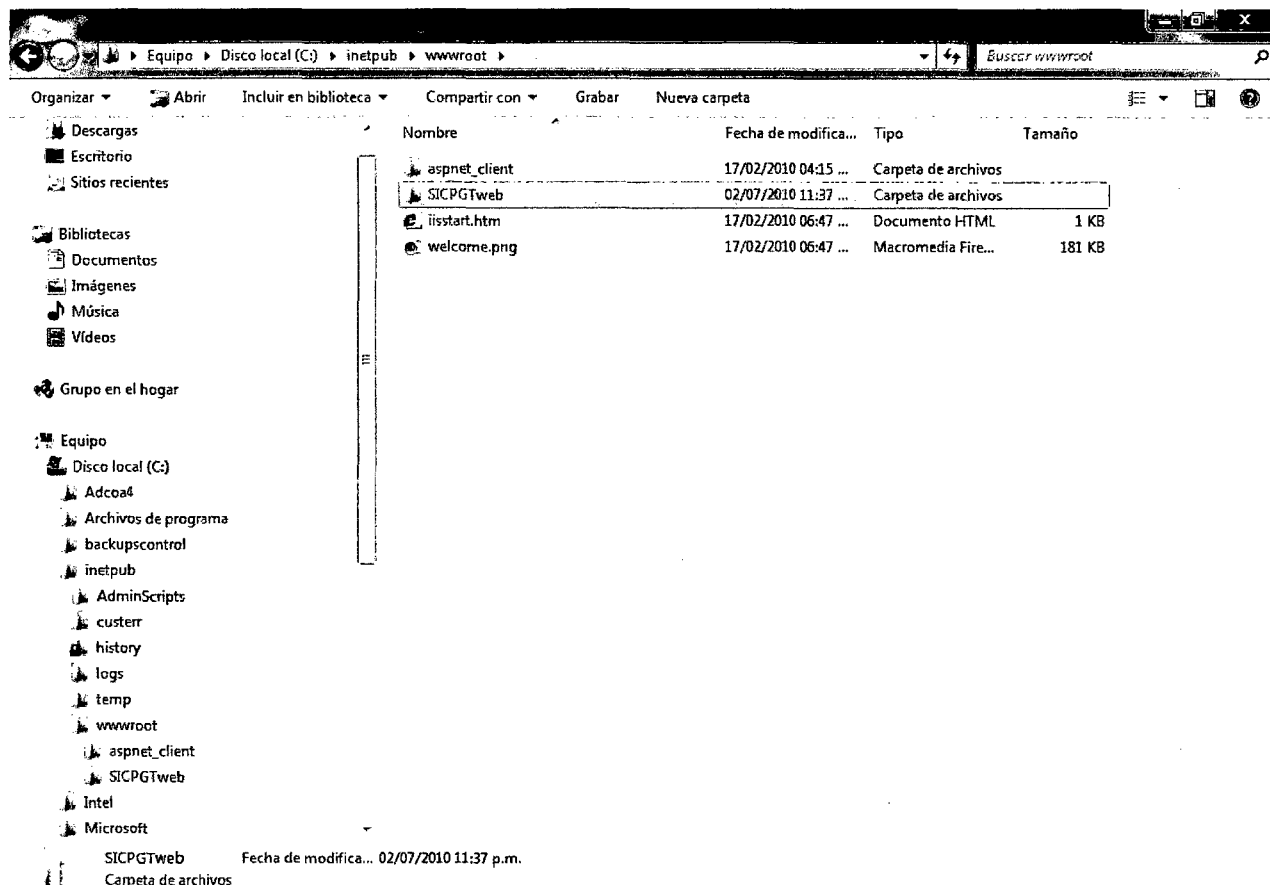 Equipo ▸ Disco local (C:) ▸ inetpub ▸ wwwroot ▸
Buscar wwwroot
Organizar Abrir Incluir en biblioteca Compartir con Grabar Nueva carpeta
Descargas
Escritorio
Sitios recientes
Bibliotecas
Documentos
Imágenes
Música
Vídeos
Grupo en el hogar
Equipo
Disco local (C:)
Adcoa4
Archivos de programa
backupscontrol
inetpub
AdminScripts
custerr
history
logs
temp
wwwroot
aspnet_client
SICPGTweb
Intel
Microsoft
Nombre Fecha de modifica... Tipo Tamaño
aspnet_client 17/02/2010 04:15 ... Carpeta de archivos
SICPGTweb 02/07/2010 11:37 ... Carpeta de archivos
iisstart.htm 17/02/2010 06:47 ... Documento HTML 1 KB
welcome.png 17/02/2010 06:47 ... Macromedia Fire... 181 KB
SICPGTweb Fecha de modifica... 02/07/2010 11:37 p.m.
Carpeta de archivos